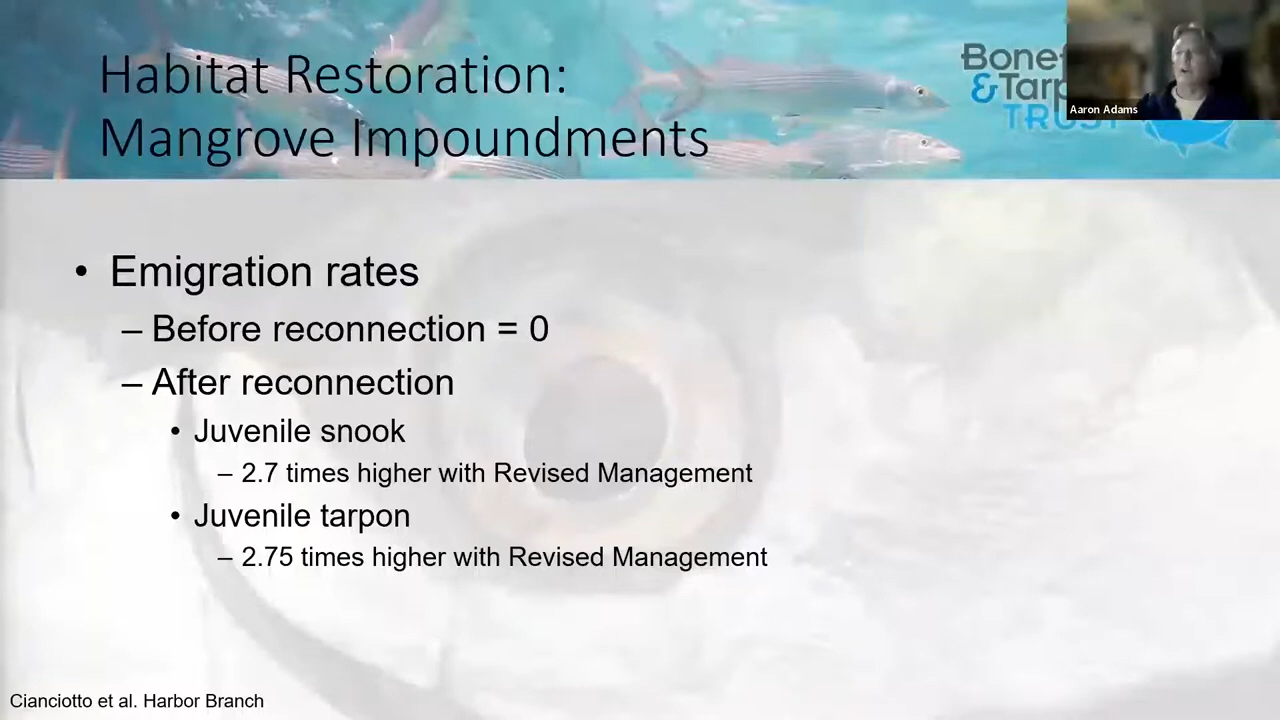 Habitat Restoration:
Mangrove Impoundments
&
TRUST
Aaron Adams
• Emigration rates
– Before reconnection = 0
– After reconnection
• Juvenile snook
– 2.7 times higher with Revised Management
• Juvenile tarpon
– 2.75 times higher with Revised Management
Cianciotto et al. Harbor Branch